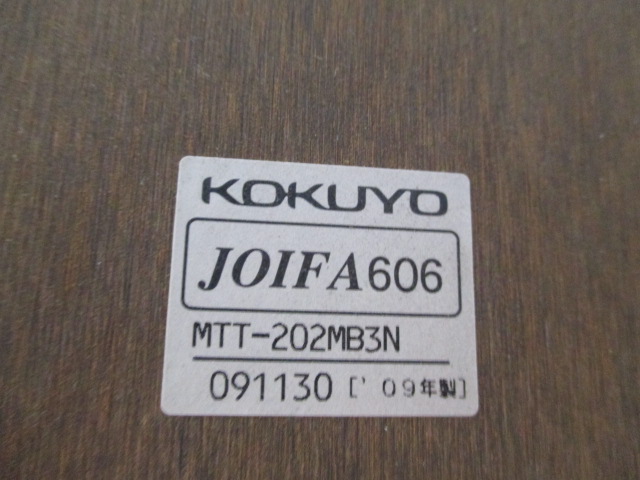 KOKUYO
JOIFA606
MTT-202MB3N
091130 [' 09年製]